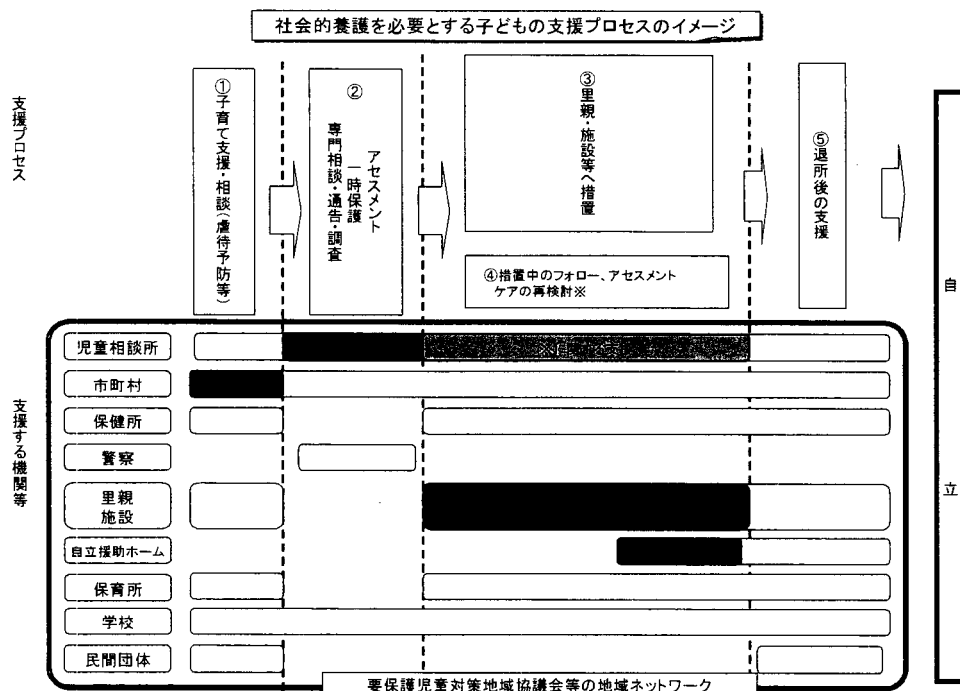 社会的養護を必要とする子どもの支援プロセスのイメージ
支援プロセス
①子育て支援・相談（虐待予防等）
②
アセスメント
一時保護
専門相談・通告・調査
③里親・施設等へ措置
④措置中のフォロー、アセスメント
ケアの再検討※
⑤退所後の支援
自立
支援する機関等
児童相談所
市町村
保健所
警察
里親
施設
自立援助ホーム
保育所
学校
民間団体
要保護児童対策地域協議会等の地域ネットワーク